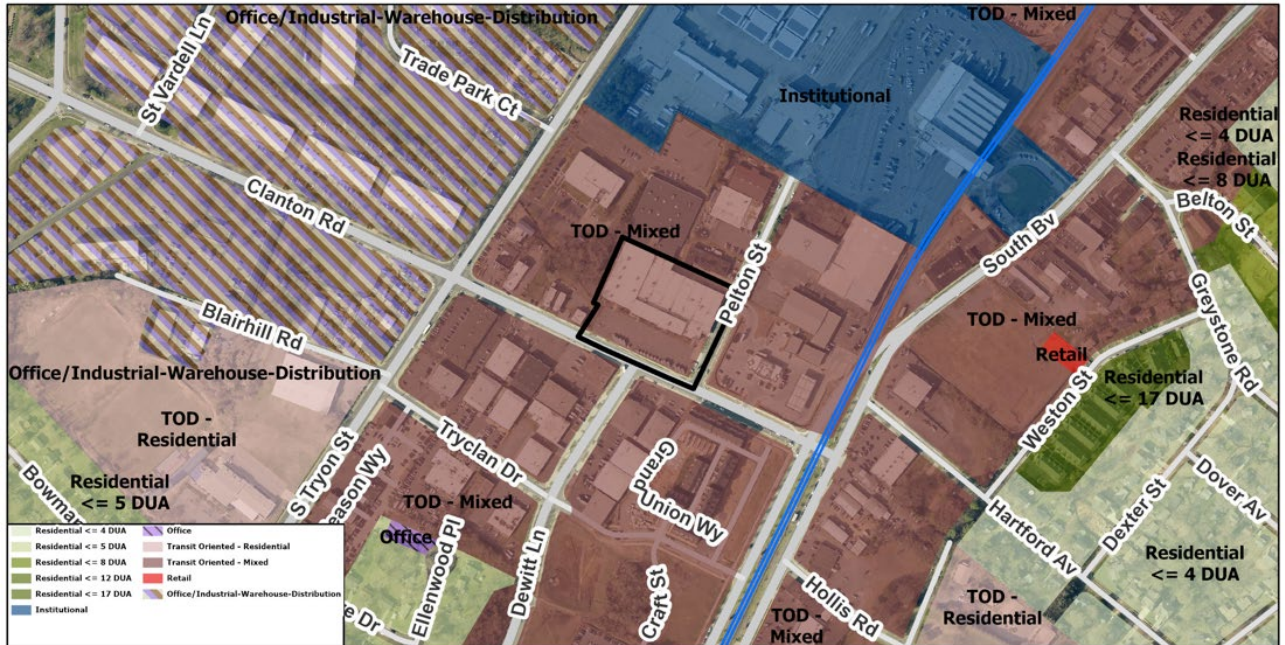 Office/Industrial-Warehouse-Distribution
TOD - Mixed
St Vardell Ln
Trade Park Ct
Institutional
Residential
<= 4 DUA
Residential
<= 8 DUA
Belton St
Clanton Rd
TOD - Mixed
Pelton St
South Bv
Greystone Rd
Blairhill Rd
TOD - Mixed
Retail
Office/Industrial-Warehouse-Distribution
Residential
<= 17 DUA
TOD -
Residential
Weston St
S Tryon St
Tryclan Dr
Grand
Union Wy
Residential
<= 5 DUA
Bowman
eason Wy
TOD - Mixed
Office
Ellenwood Pl
Dewitt Ln
Craft St
Hartford Av
Dexter St
Dover Av
Residential
<= 4 DUA
Hollis Rd
TOD -
Residential
TOD -
Mixed
e Dr
Residential <= 4 DUA
Residential <= 5 DUA
Residential <= 8 DUA
Residential <= 12 DUA
Residential <= 17 DUA
Institutional
Office
Transit Oriented - Residential
Transit Oriented - Mixed
Retail
Office/Industrial-Warehouse-Distribution